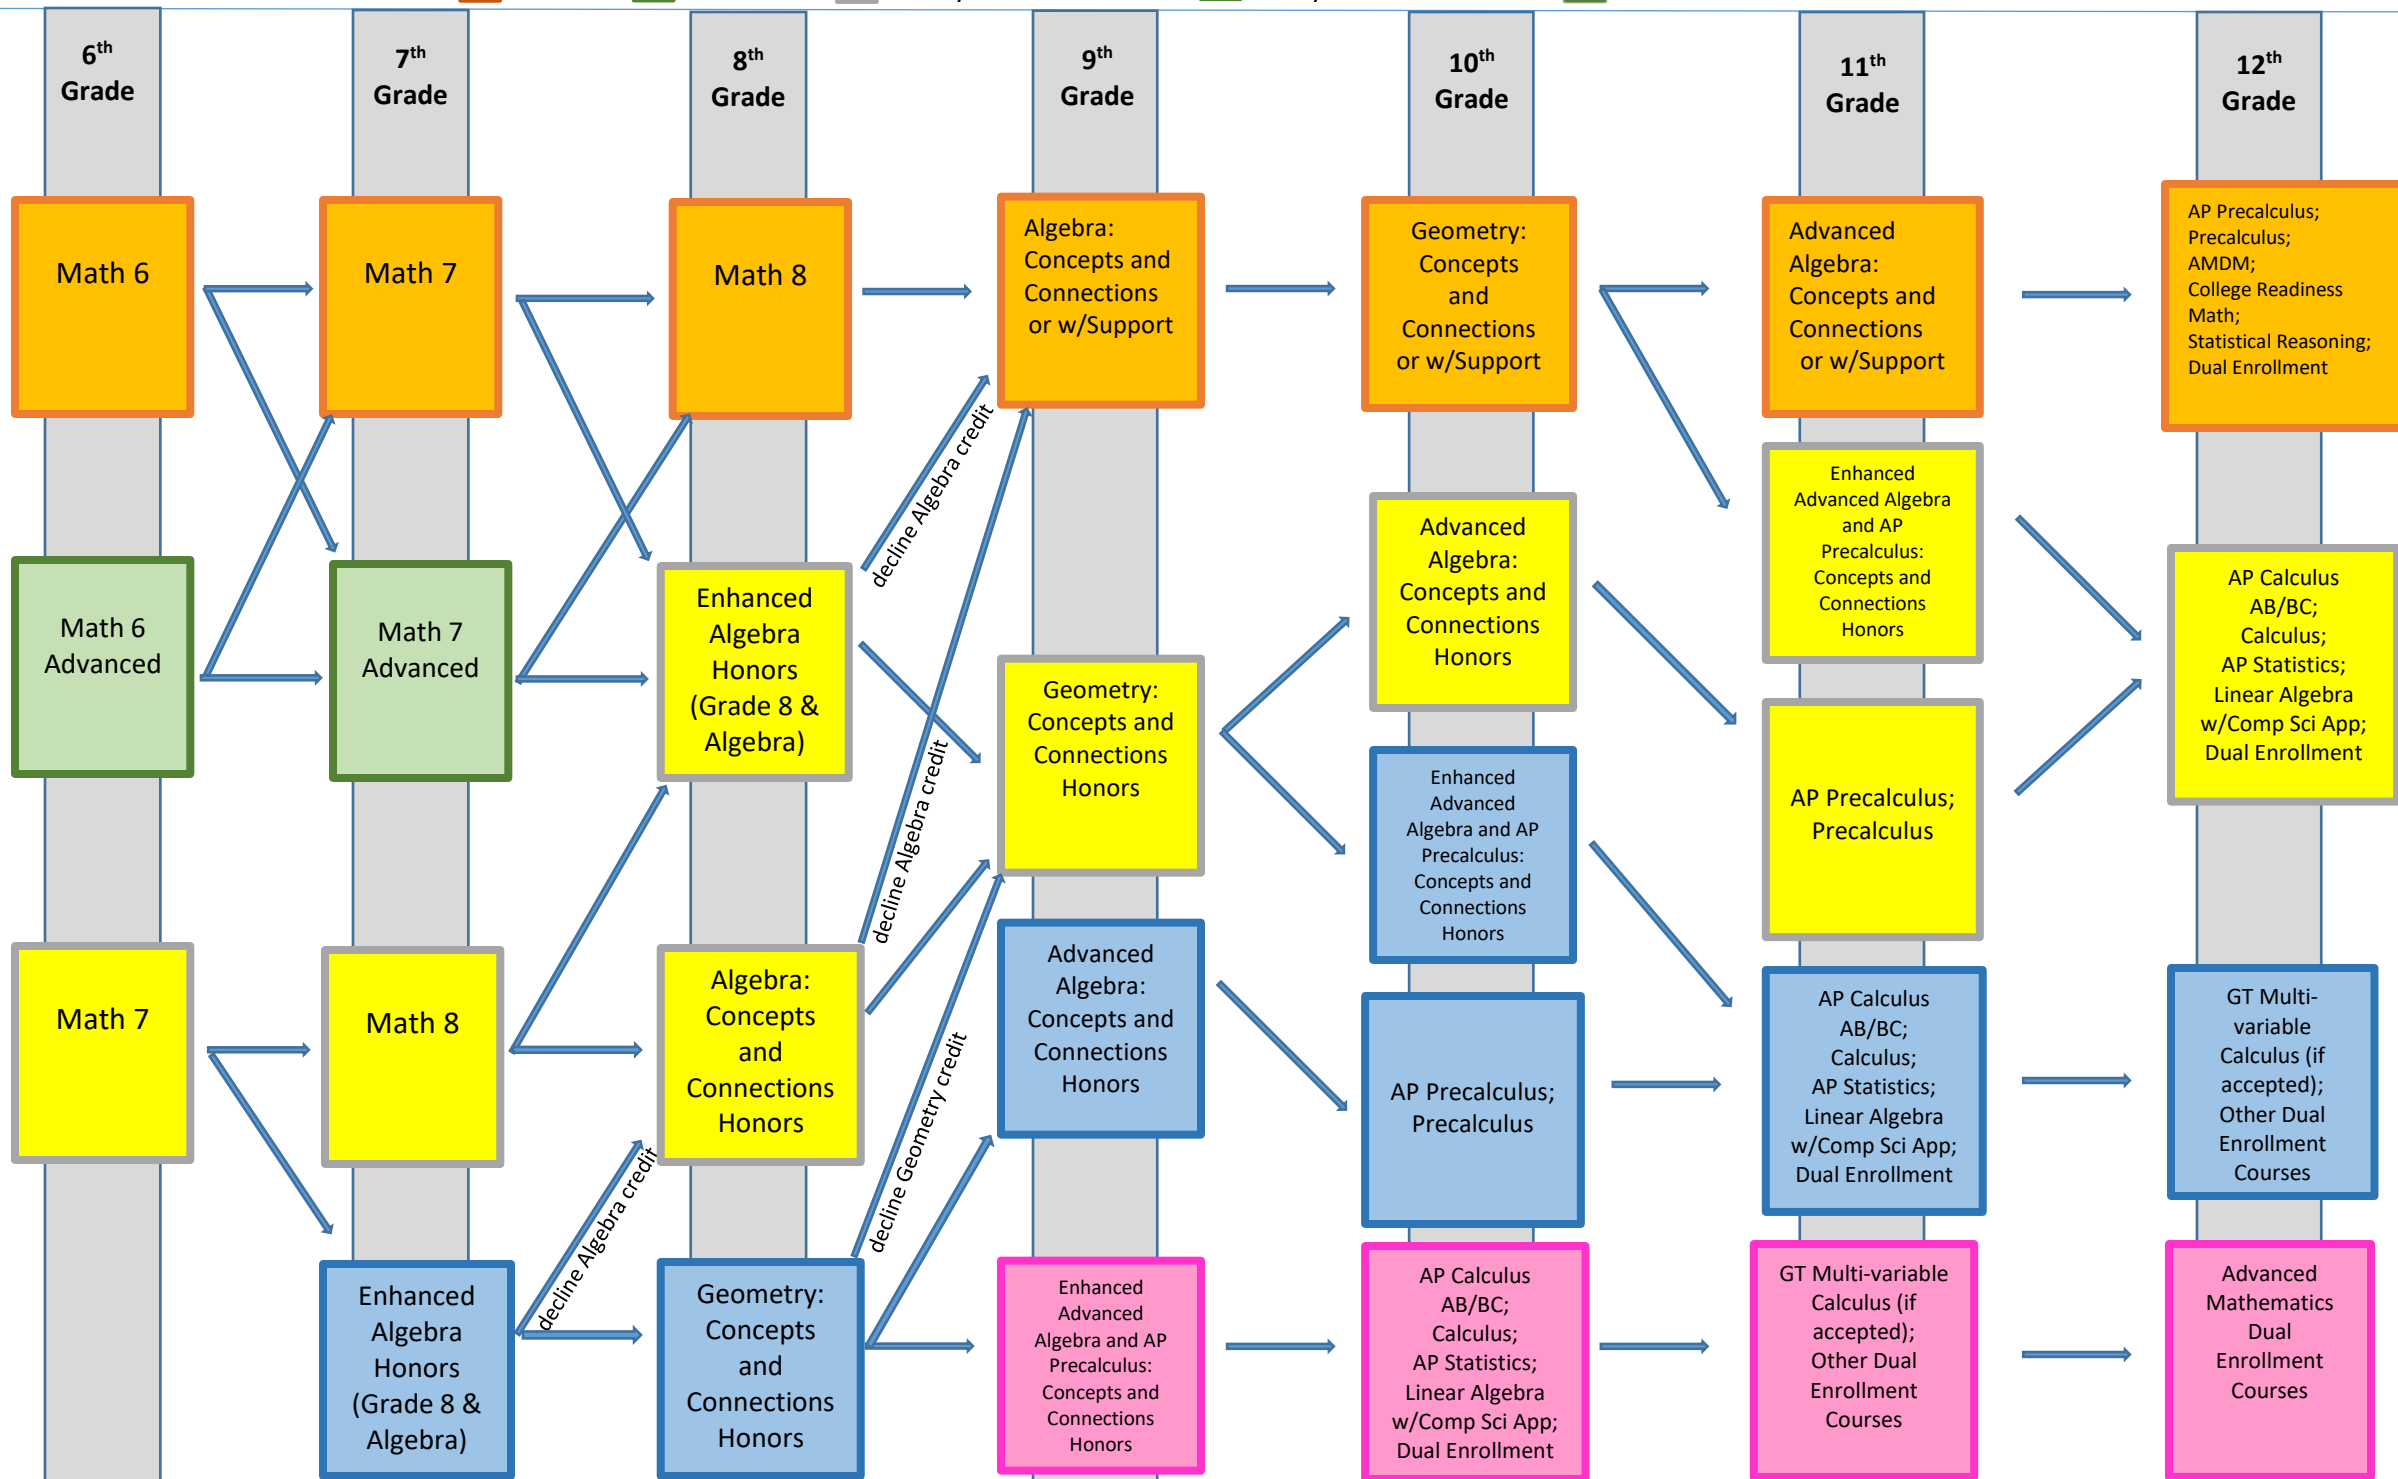 6th
Grade
7th
Grade
8th
Grade
9th
Grade
10th
Grade
11th
Grade
12th
Grade
Math 6
Math 7
Math 8
Algebra:
Concepts and
Connections
or w/Support
Geometry:
Concepts
and
Connections
or w/Support
Advanced
Algebra:
Concepts and
Connections
or w/Support
AP Precalculus;
Precalculus;
AMDM;
College Readiness
Math;
Statistical Reasoning;
Dual Enrollment
Math 6
Advanced
Math 7
Advanced
Enhanced
Algebra
Honors
(Grade 8 &
Algebra)
decline Algebra credit
decline Algebra credit
Geometry:
Concepts and
Connections
Honors
Advanced
Algebra:
Concepts and
Connections
Honors
Enhanced
Advanced
Algebra and AP
Precalculus:
Concepts and
Connections
Honors
Enhanced
Advanced Algebra
and AP
Precalculus:
Concepts and
Connections
Honors
AP Precalculus;
Precalculus
AP Calculus
AB/BC;
Calculus;
AP Statistics;
Linear Algebra
w/Comp Sci App;
Dual Enrollment
Math 7
Math 8
Algebra:
Concepts
and
Connections
Honors
Advanced
Algebra:
Concepts and
Connections
Honors
AP Precalculus;
Precalculus
AP Calculus
AB/BC;
Calculus;
AP Statistics;
Linear Algebra
w/Comp Sci App;
Dual Enrollment
GT Multi-
variable
Calculus (if
accepted);
Other Dual
Enrollment
Courses
Enhanced
Algebra
Honors
(Grade 8 &
Algebra)
decline Algebra credit
Geometry:
Concepts
and
Connections
Honors
decline Geometry credit
Enhanced
Advanced
Algebra and AP
Precalculus:
Concepts and
Connections
Honors
AP Calculus
AB/BC;
Calculus;
AP Statistics;
Linear Algebra
w/Comp Sci App;
Dual Enrollment
GT Multi-variable
Calculus (if
accepted);
Other Dual
Enrollment
Courses
Advanced
Mathematics
Dual
Enrollment
Courses